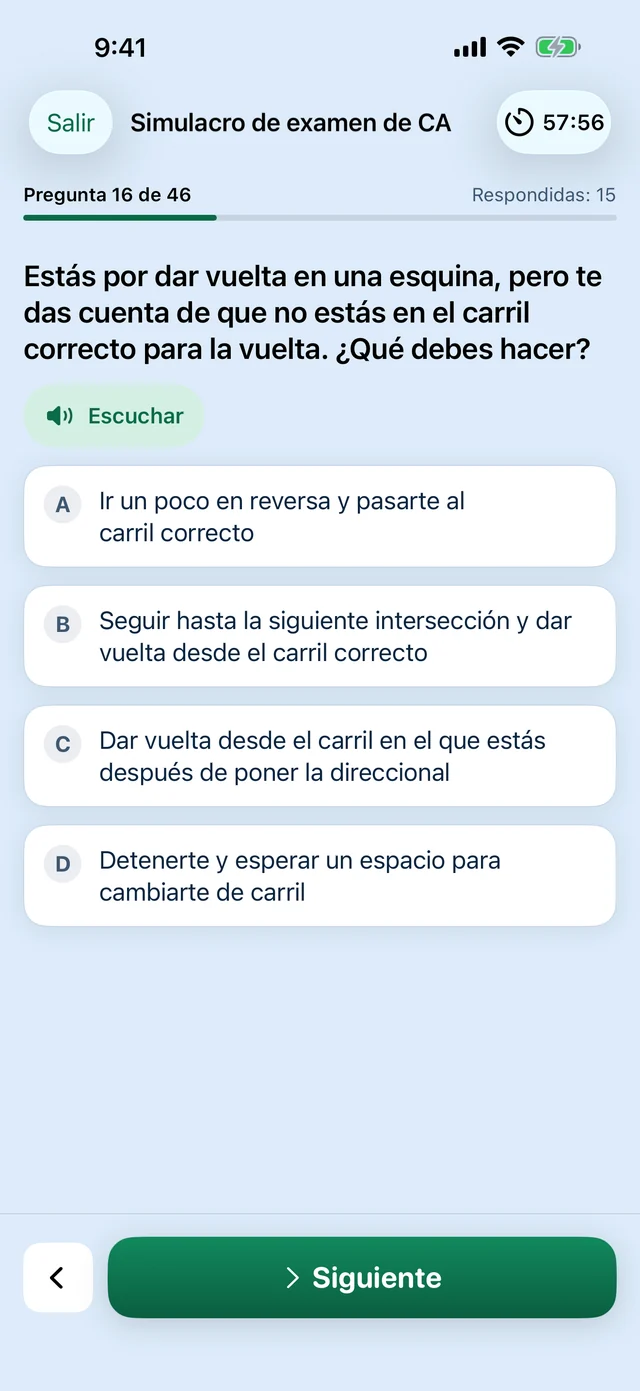 9:41
Salir
Simulacro de examen de CA
57:56
Pregunta 16 de 46
Respondidas: 15
Estás por dar vuelta en una esquina, pero te
das cuenta de que no estás en el carril
correcto para la vuelta. ¿Qué debes hacer?
Escuchar
A
Ir un poco en reversa y pasarte al
carril correcto
B
Seguir hasta la siguiente intersección y dar
vuelta desde el carril correcto
C
Dar vuelta desde el carril en el que estás
después de poner la direccional
D
Detenerte y esperar un espacio para
cambiarte de carril
Siguiente